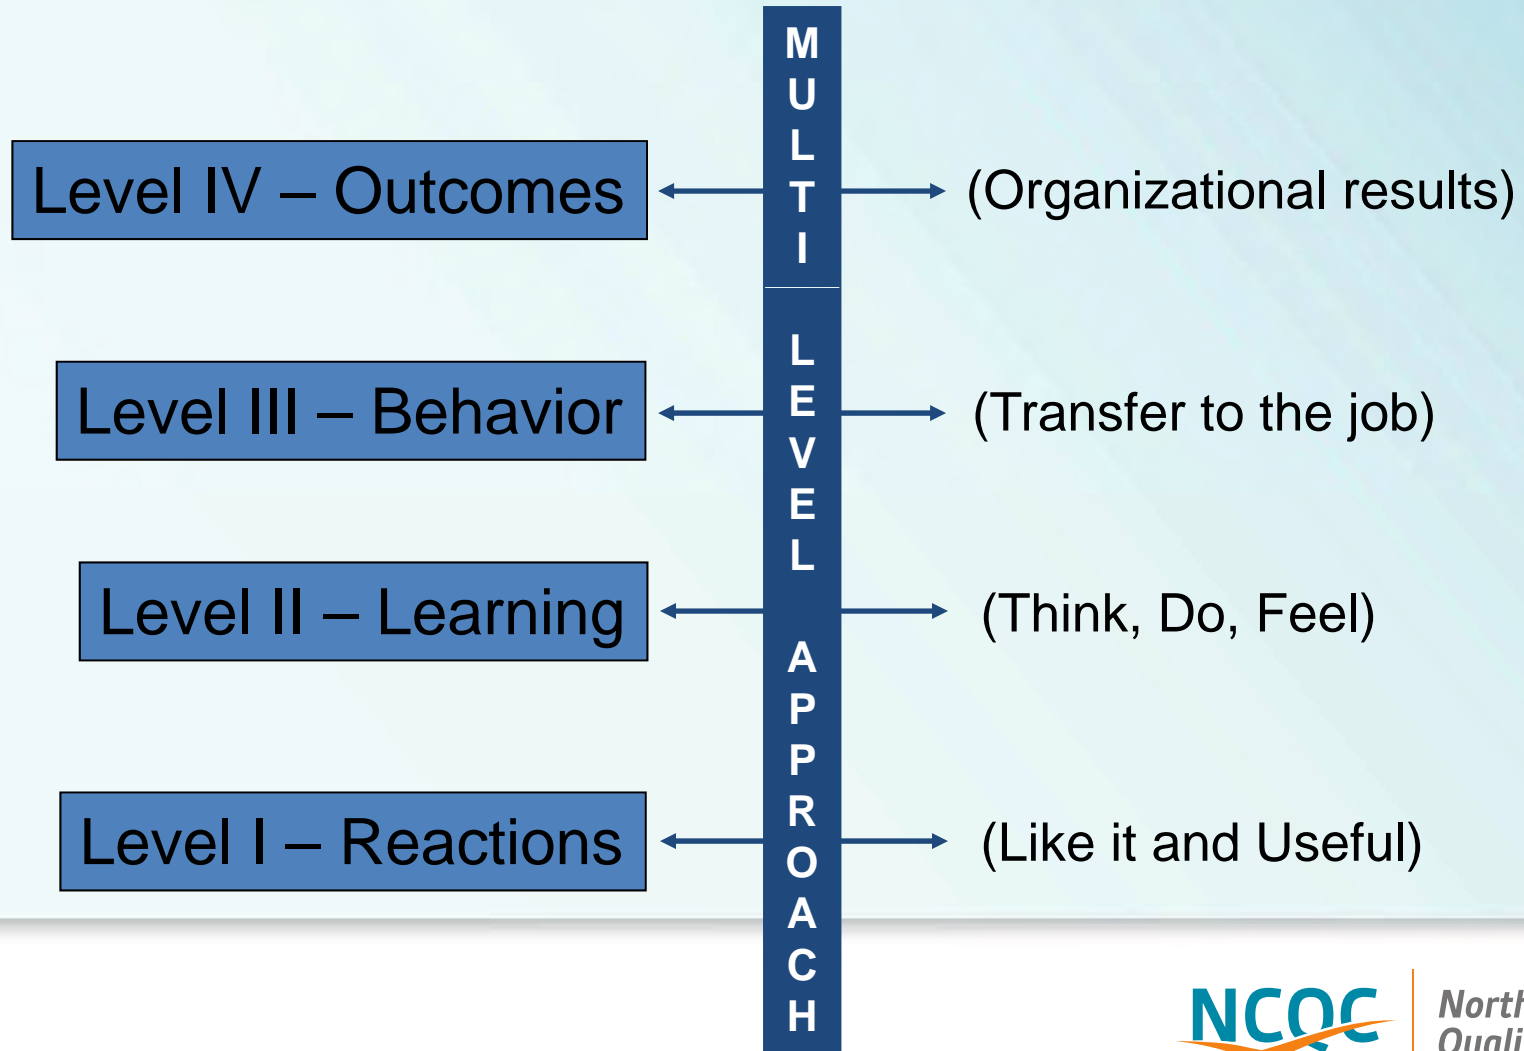 MULTI LEVEL APPROACH
Level IV – Outcomes
(Organizational results)
Level III – Behavior
(Transfer to the job)
Level II – Learning
(Think, Do, Feel)
Level I – Reactions
(Like it and Useful)
NCQC
North